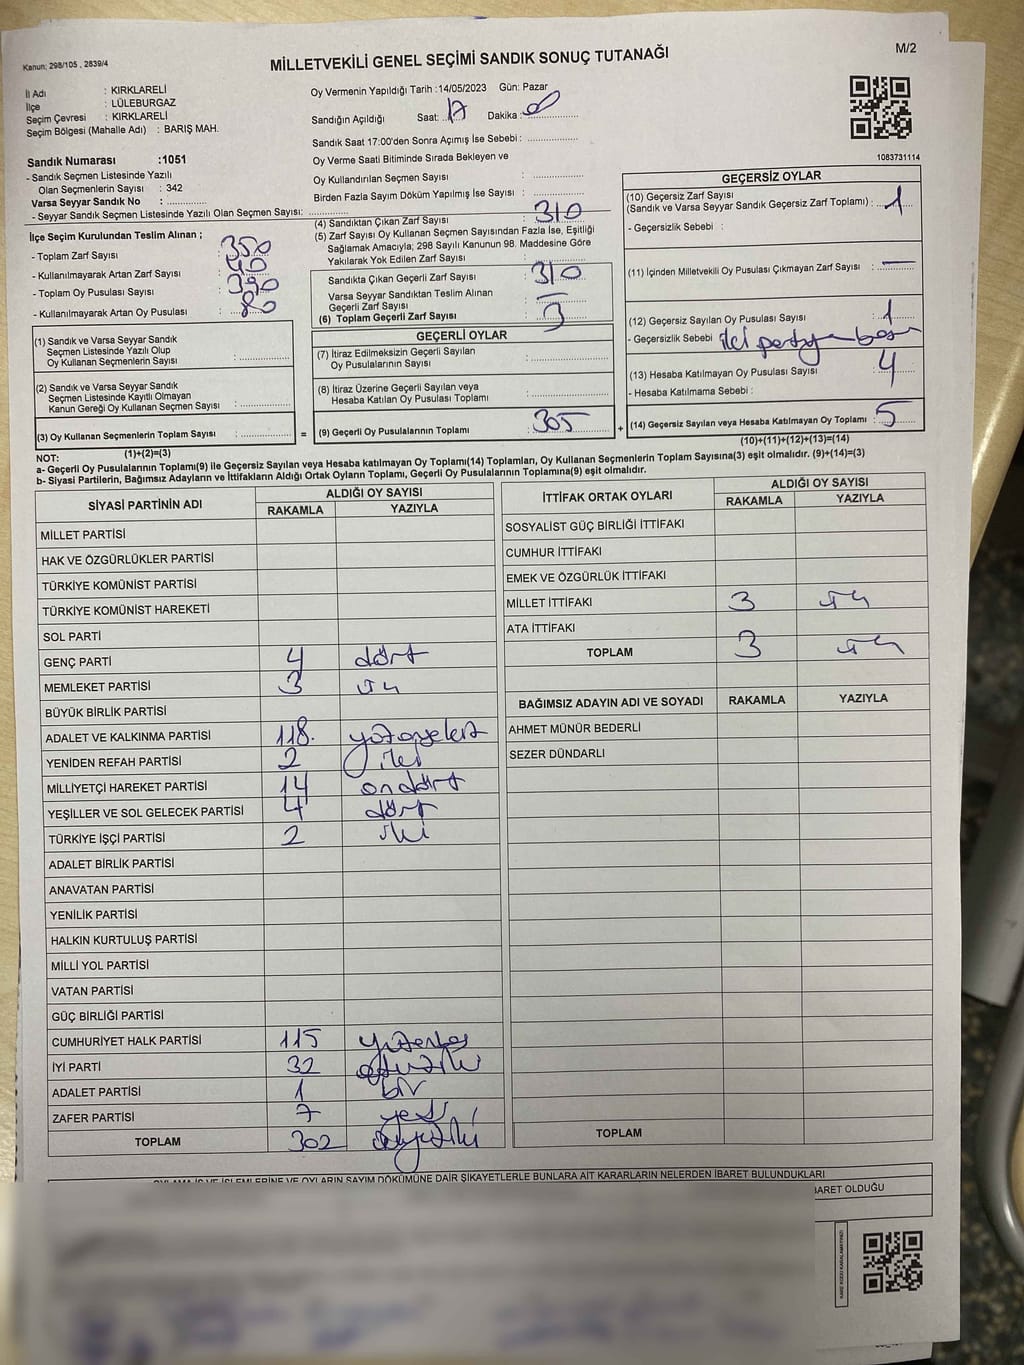 Kanun; 298/105 , 2839/4
MİLLETVEKİLİ GENEL SEÇİMİ SANDIK SONUÇ TUTANAĞI
M/2
İl Adı : KIRKLARELİ
İlçe : LÜLEBURGAZ
Seçim Çevresi : KIRKLARELİ
Seçim Bölgesi (Mahalle Adı) : BARIŞ MAH.
Sandık Numarası :1051
- Sandık Seçmen Listesinde Yazılı
Olan Seçmenlerin Sayısı : 342
Varsa Seyyar Sandık No :
- Seyyar Sandık Seçmen Listesinde Yazılı Olan Seçmen Sayısı:
Oy Vermenin Yapıldığı Tarih :14/05/2023 Gün: Pazar
Sandığın Açıldığı Saat: 17 Dakika:
Sandık Saat 17:00'den Sonra Açımış İse Sebebi :
Oy Verme Saati Bitiminde Sırada Bekleyen ve
Oy Kullandırılan Seçmen Sayısı :
Birden Fazla Sayım Döküm Yapılmış İse Sayısı :
1083731114
İlçe Seçim Kurulundan Teslim Alınan ;
- Toplam Zarf Sayısı : 350
- Kullanılmayarak Artan Zarf Sayısı : 40
- Toplam Oy Pusulası Sayısı : 390
- Kullanılmayarak Artan Oy Pusulası : 80
(4) Sandıktan Çıkan Zarf Sayısı : 310
(5) Zarf Sayısı Oy Kullanan Seçmen Sayısından Fazla İse, Eşitliği
Sağlamak Amacıyla; 298 Sayılı Kanunun 98. Maddesine Göre
Yakılarak Yok Edilen Zarf Sayısı :
Sandıkta Çıkan Geçerli Zarf Sayısı : 310
Varsa Seyyar Sandıktan Teslim Alınan
Geçerli Zarf Sayısı : —
(6) Toplam Geçerli Zarf Sayısı : 3
GEÇERSİZ OYLAR
(10) Geçersiz Zarf Sayısı
(Sandık ve Varsa Seyyar Sandık Geçersiz Zarf Toplamı) : 1
- Geçersizlik Sebebi :
(11) İçinden Milletvekili Oy Pusulası Çıkmayan Zarf Sayısı : —
(12) Geçersiz Sayılan Oy Pusulası Sayısı : 1
- Geçersizlik Sebebi : iki partiye
(13) Hesaba Katılmayan Oy Pusulası Sayısı : 4
- Hesaba Katılmama Sebebi :
(14) Geçersiz Sayılan veya Hesaba Katılmayan Oy Toplamı : 5
(10)+(11)+(12)+(13)=(14)
(1) Sandık ve Varsa Seyyar Sandık
Seçmen Listesinde Yazılı Olup
Oy Kullanan Seçmenlerin Sayısı :
(2) Sandık ve Varsa Seyyar Sandık
Seçmen Listesinde Kayıtlı Olmayan
Kanun Gereği Oy Kullanan Seçmen Sayısı :
(3) Oy Kullanan Seçmenlerin Toplam Sayısı :
(1)+(2)=(3)
GEÇERLİ OYLAR
(7) İtiraz Edilmeksizin Geçerli Sayılan
Oy Pusulalarının Sayısı :
(8) İtiraz Üzerine Geçerli Sayılan veya
Hesaba Katılan Oy Pusulası Toplamı :
= (9) Geçerli Oy Pusulalarının Toplamı : 305 +
NOT:
a- Geçerli Oy Pusulalarının Toplamı(9) ile Geçersiz Sayılan veya Hesaba katılmayan Oy Toplamı(14) Toplamları, Oy Kullanan Seçmenlerin Toplam Sayısına(3) eşit olmalıdır. (9)+(14)=(3)
b- Siyasi Partilerin, Bağımsız Adayların ve İttifakların Aldığı Ortak Oyların Toplamı, Geçerli Oy Pusulalarının Toplamına(9) eşit olmalıdır.
SİYASİ PARTİNİN ADI ALDIĞI OY SAYISI
RAKAMLA YAZIYLA
MİLLET PARTİSİ
HAK VE ÖZGÜRLÜKLER PARTİSİ
TÜRKİYE KOMÜNİST PARTİSİ
TÜRKİYE KOMÜNİST HAREKETİ
SOL PARTİ
GENÇ PARTİ 4 dört
MEMLEKET PARTİSİ 3 üç
BÜYÜK BİRLİK PARTİSİ
ADALET VE KALKINMA PARTİSİ 118 yüzonsekiz
YENİDEN REFAH PARTİSİ 2 iki
MİLLİYETÇİ HAREKET PARTİSİ 14 ondört
YEŞİLLER VE SOL GELECEK PARTİSİ 4 dört
TÜRKİYE İŞÇİ PARTİSİ 2 iki
ADALET BİRLİK PARTİSİ
ANAVATAN PARTİSİ
YENİLİK PARTİSİ
HALKIN KURTULUŞ PARTİSİ
MİLLİ YOL PARTİSİ
VATAN PARTİSİ
GÜÇ BİRLİĞİ PARTİSİ
CUMHURİYET HALK PARTİSİ 115 yüzonbeş
İYİ PARTİ 32 otuziki
ADALET PARTİSİ 1 bir
ZAFER PARTİSİ 7 yedi
TOPLAM 302 üçyüziki
İTTİFAK ORTAK OYLARI ALDIĞI OY SAYISI
RAKAMLA YAZIYLA
SOSYALİST GÜÇ BİRLİĞİ İTTİFAKI
CUMHUR İTTİFAKI
EMEK VE ÖZGÜRLÜK İTTİFAKI
MİLLET İTTİFAKI 3 üç
ATA İTTİFAKI
TOPLAM 3 üç
BAĞIMSIZ ADAYIN ADI VE SOYADI RAKAMLA YAZIYLA
AHMET MÜNÜR BEDERLİ
SEZER DÜNDARLI
TOPLAM
OYLAMA İŞ VE İŞLEMLERİNE VE OYLARIN SAYIM DÖKÜMÜNE DAİR ŞİKAYETLERLE BUNLARA AİT KARARLARIN NELERDEN İBARET BULUNDUKLARI
BARET OLDUĞU